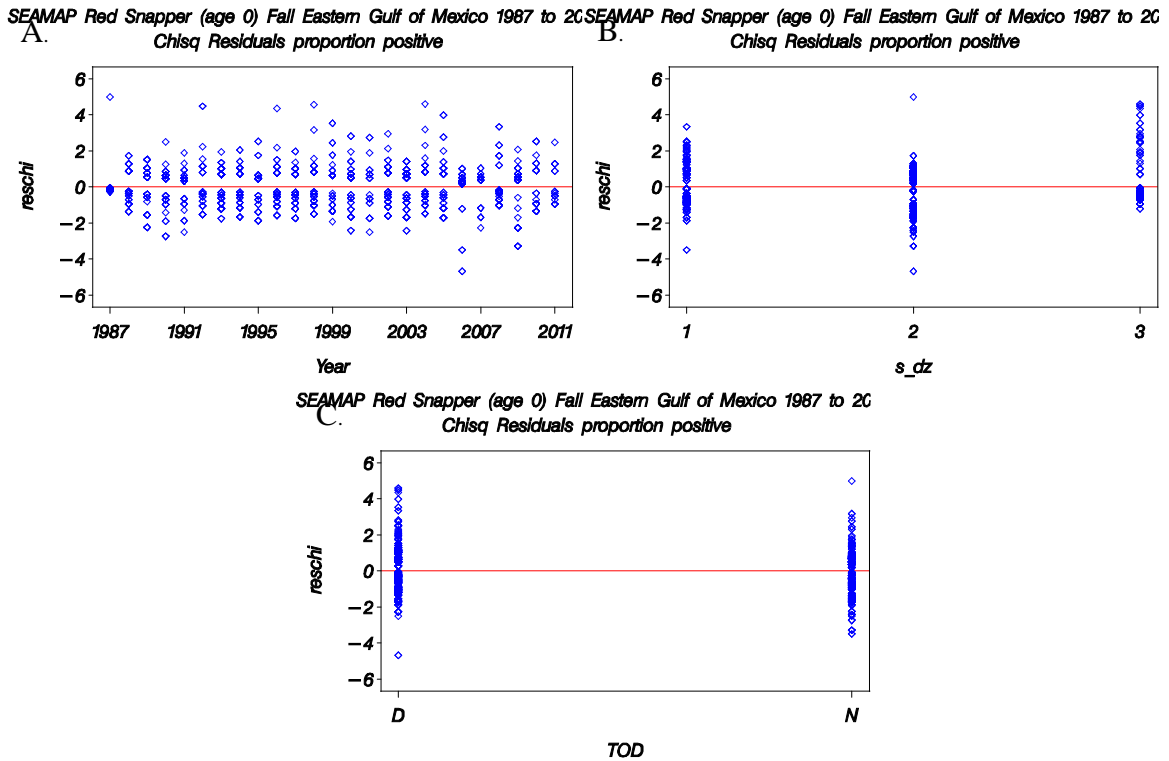 SEAMAP Red Snapper (age 0) Fall Eastern Gulf of Mexico 1987 to 20
A.
Chisq Residuals proportion positive
6
4
2
0
−2
−4
−6
reschi
1987 1991 1995 1999 2003 2007 2011
Year
SEAMAP Red Snapper (age 0) Fall Eastern Gulf of Mexico 1987 to 20
B.
Chisq Residuals proportion positive
6
4
2
0
−2
−4
−6
reschi
1 2 3
s_dz
SEAMAP Red Snapper (age 0) Fall Eastern Gulf of Mexico 1987 to 20
C.
Chisq Residuals proportion positive
6
4
2
0
−2
−4
−6
reschi
D N
TOD